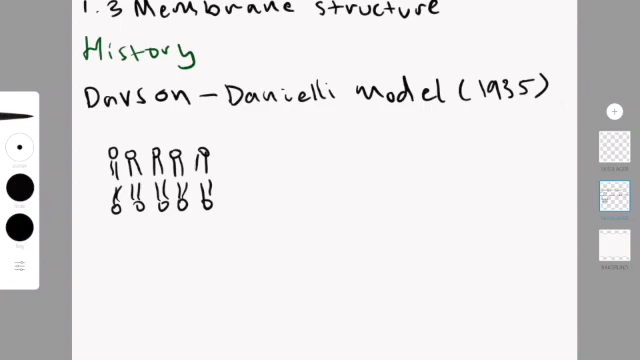 1.3 Membrane structure
History
Davson - Danielli model (1935)